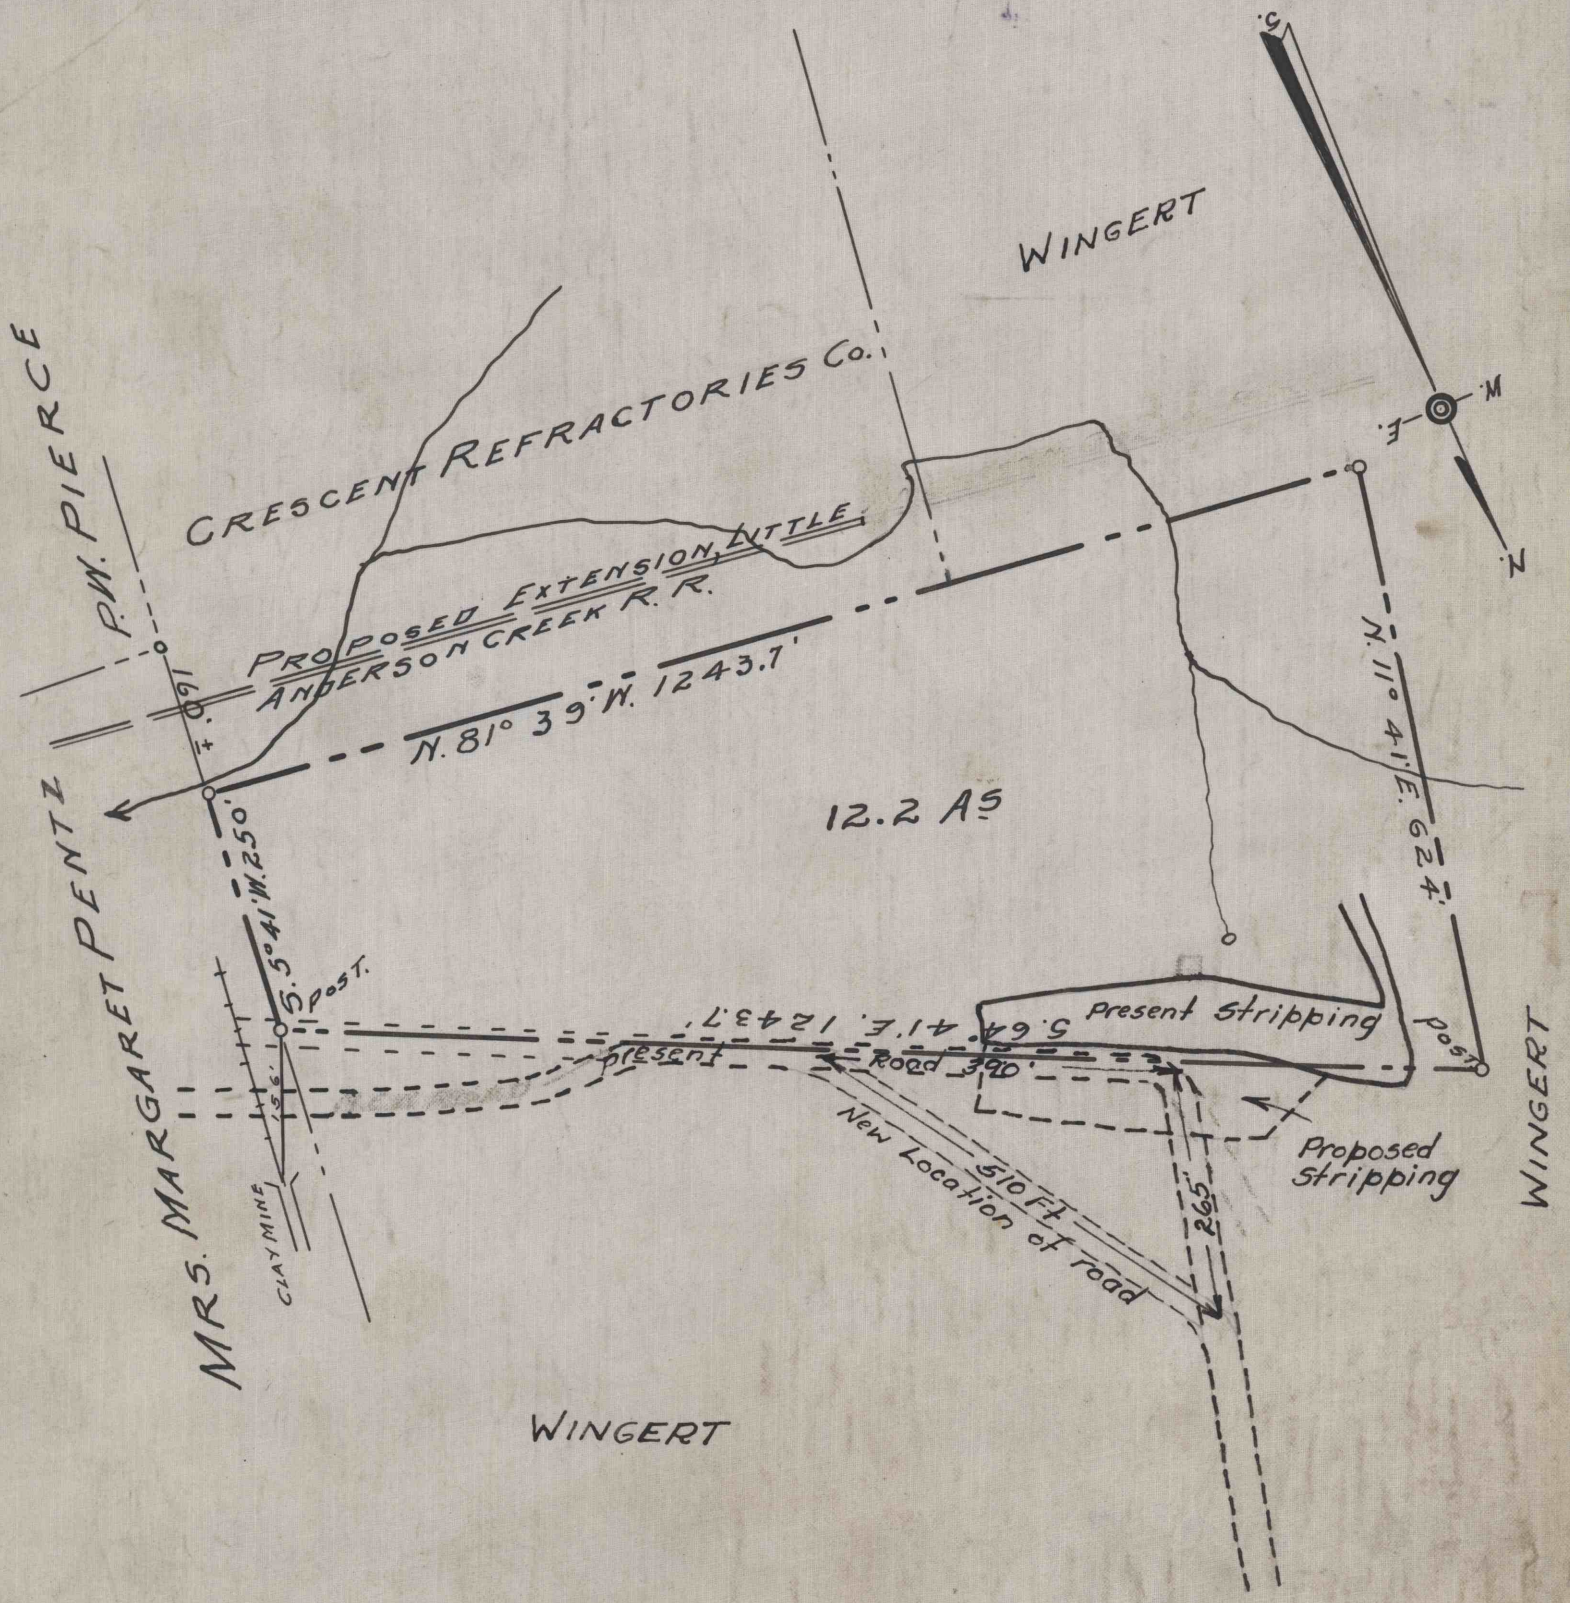 S.
WINGERT
W.
E.
N.
P.W. PIERCE
CRESCENT REFRACTORIES Co.
PROPOSED EXTENSION, LITTLE
ANDERSON CREEK R. R.
160. ±
N. 81° 39' W. 1243.7'
N. 11° 41' E. 624'
12.2 AS
MRS. MARGARET PENTZ
S. 5° 41' W. 250'
POST.
S. 64° 41' E. 1243.7'
Present Stripping
Post.
present Road 390'
156'
CLAY MINE
New Location of road
510 Ft
265'
Proposed
Stripping
WINGERT
WINGERT